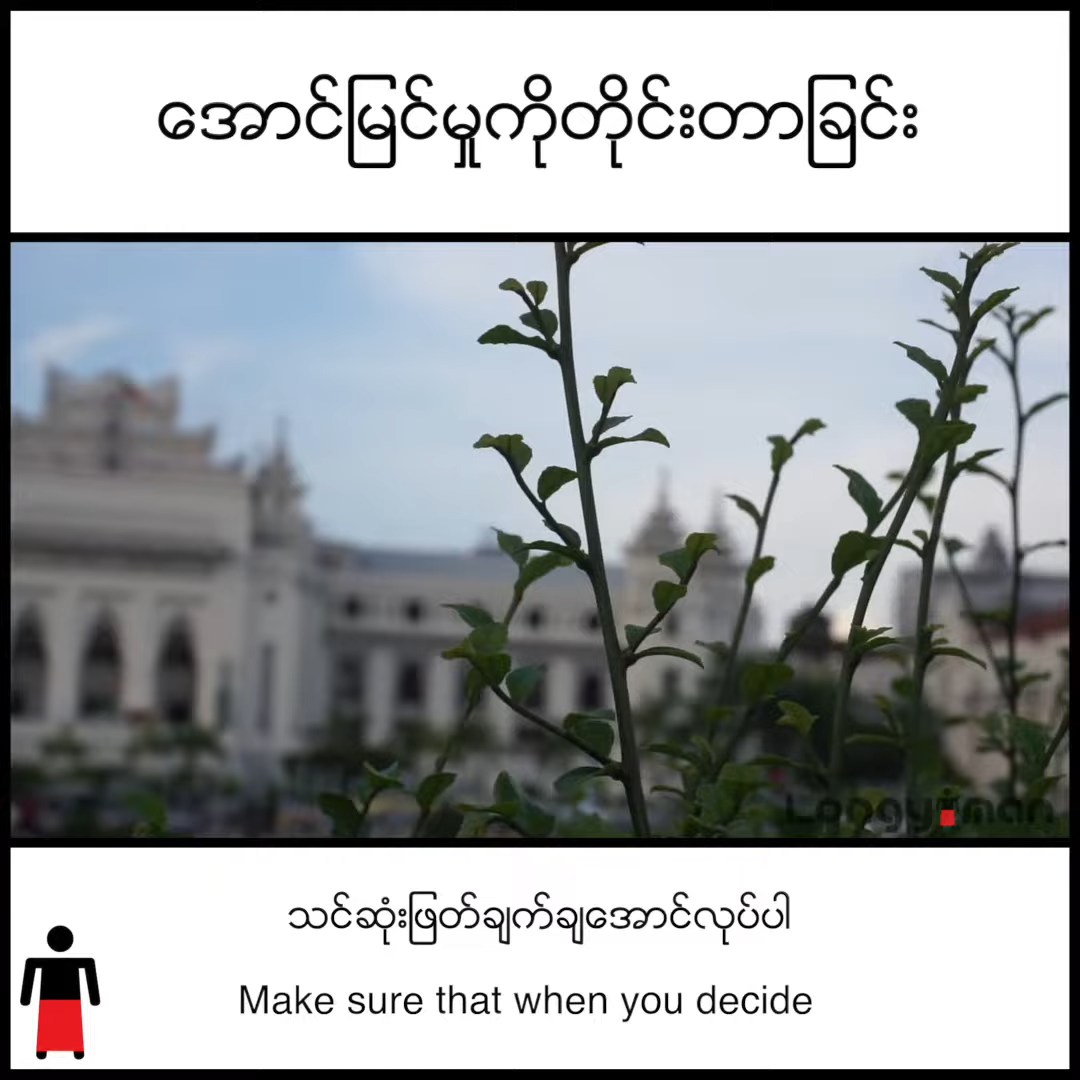 အောင်မြင်မှုကိုတိုင်းတာခြင်း
Longyiman
သင်ဆုံးဖြတ်ချက်ချအောင်လုပ်ပါ
Make sure that when you decide